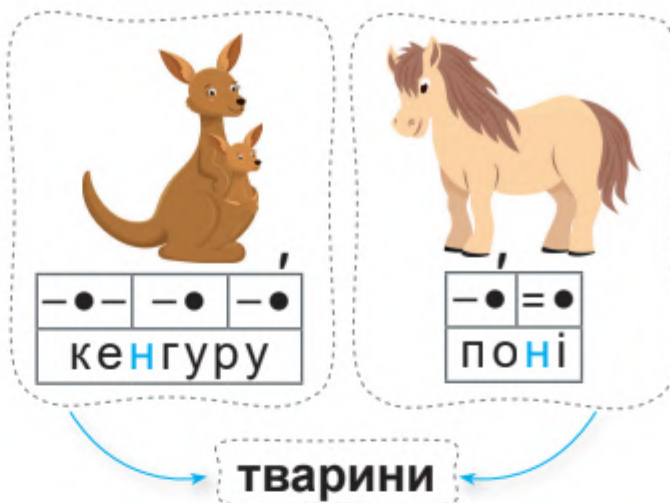 кенгуру
поні
тварини